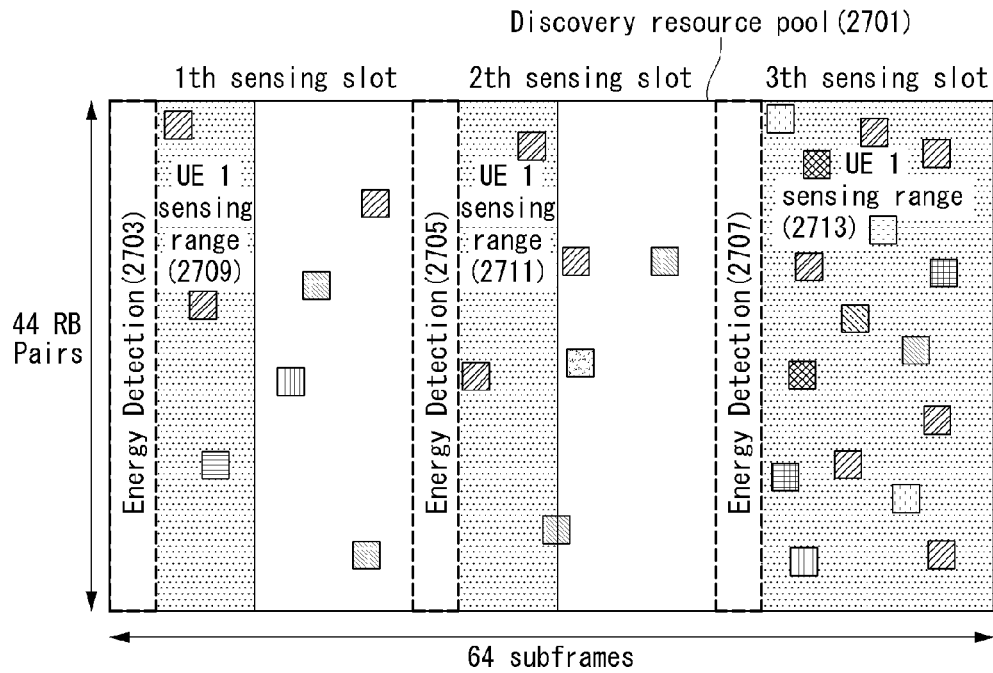 Discovery resource pool(2701)
1th sensing slot
2th sensing slot
3th sensing slot
44 RB
Pairs
Energy Detection(2703)
UE 1
sensing
range
(2709)
Energy Detection(2705)
UE 1
sensing
range
(2711)
Energy Detection(2707)
UE 1
sensing range
(2713)
64 subframes